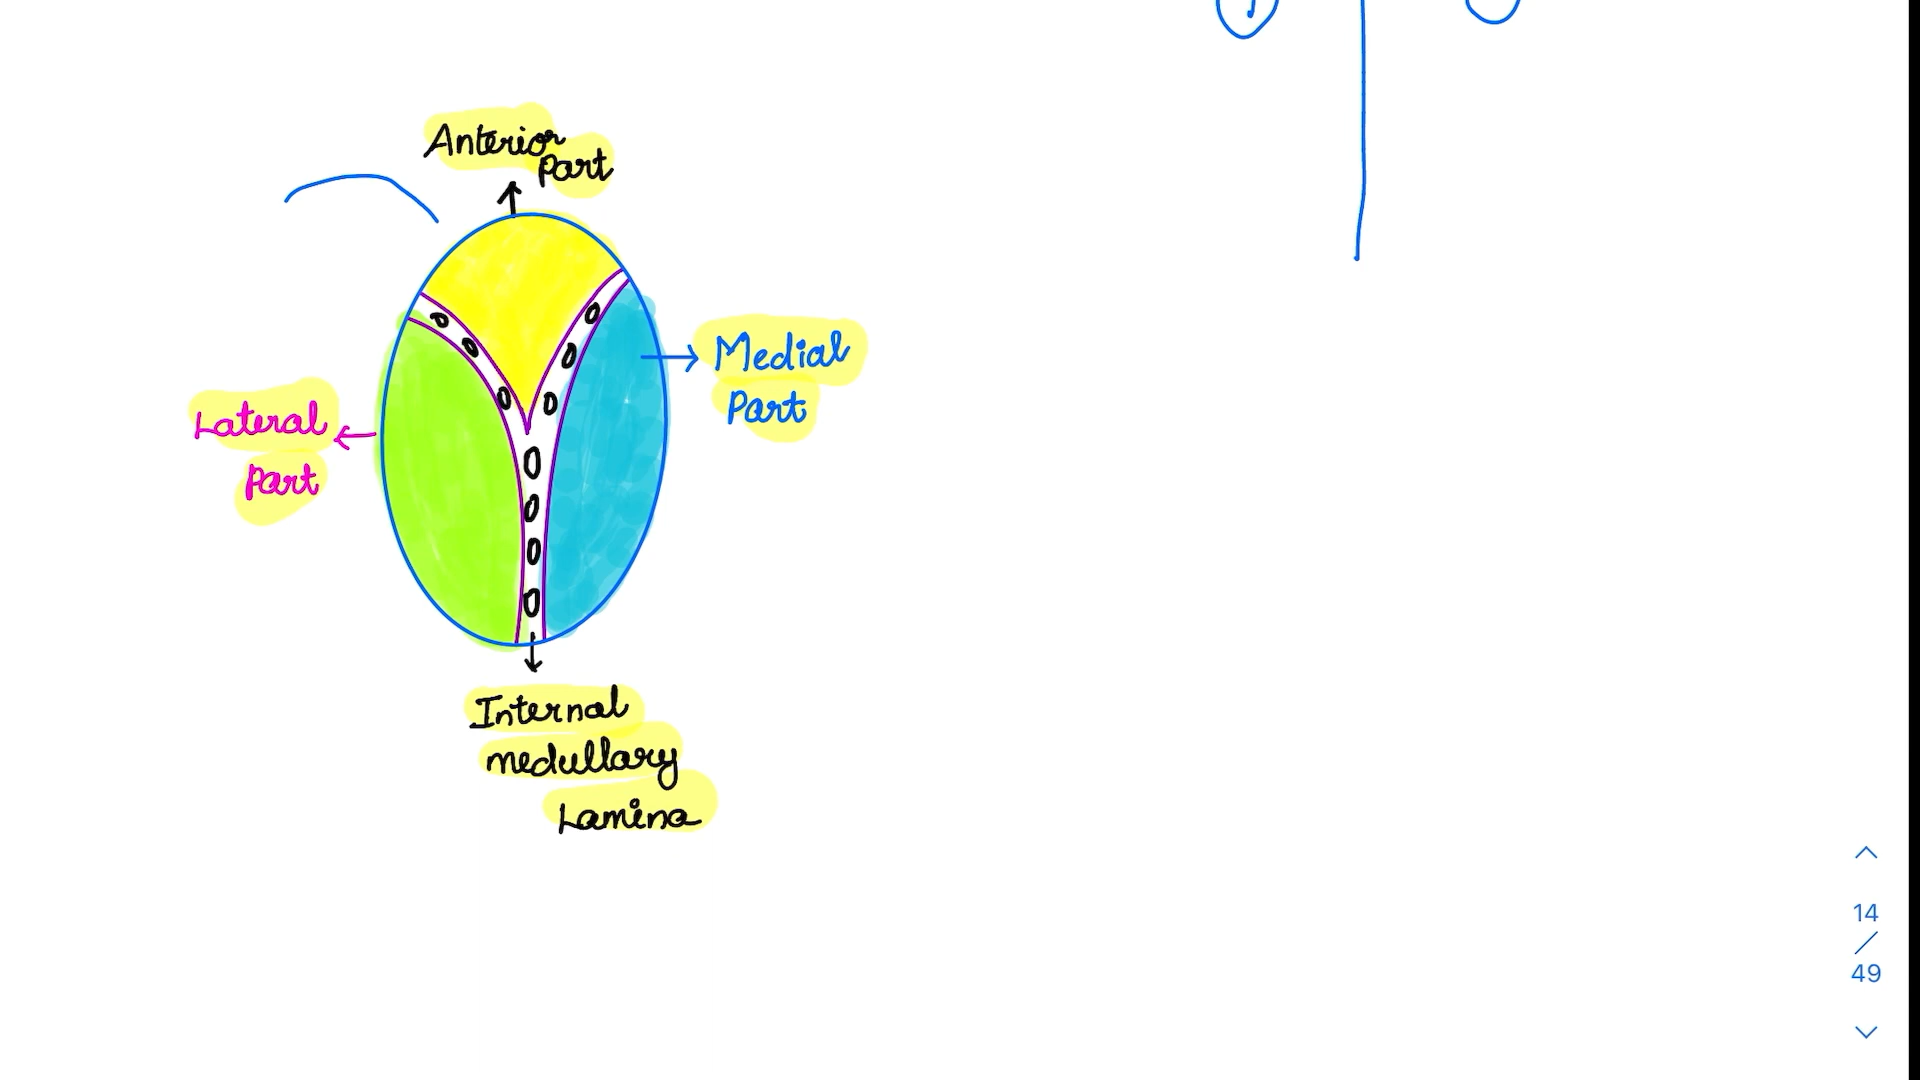 Anterior
Part
Medial
Part
Lateral
Part
Internal
medullary
Lamina
14
/
49